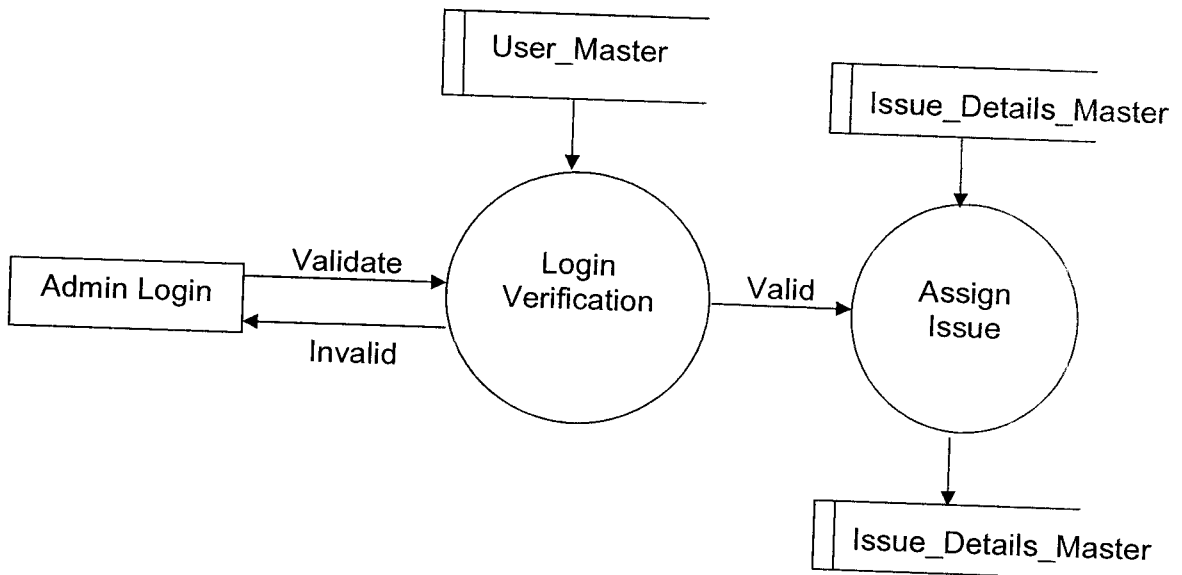 User_Master
Issue_Details_Master
Validate
Admin Login
Login
Verification
Valid
Assign
Issue
Invalid
Issue_Details_Master